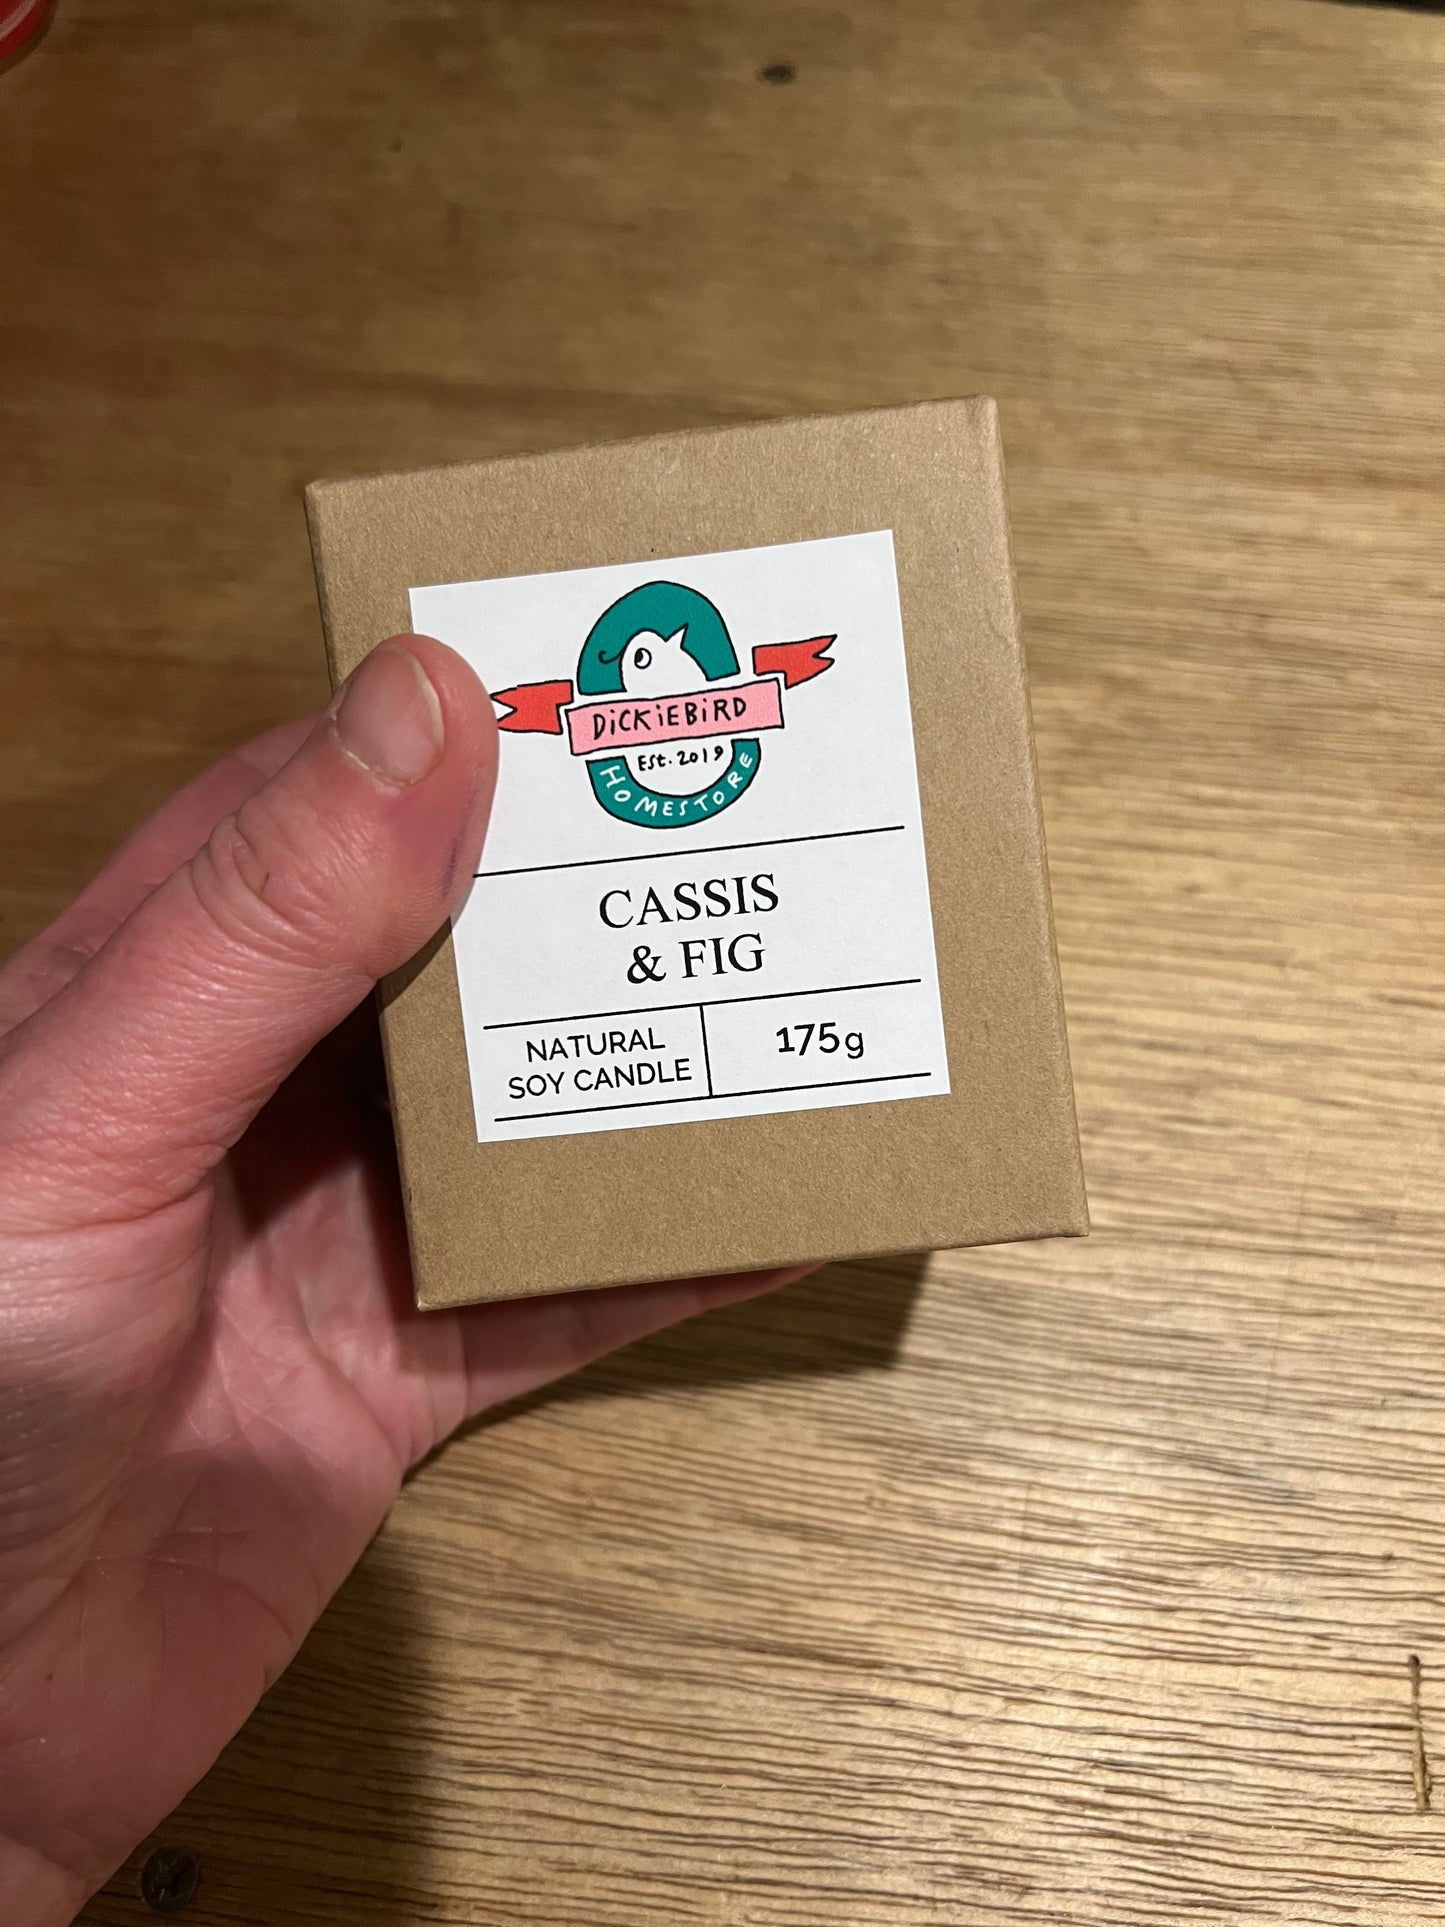 DiCKiEBiRD
Est. 2019
HOMESTORE
CASSIS
& FIG
NATURAL
SOY CANDLE
175g